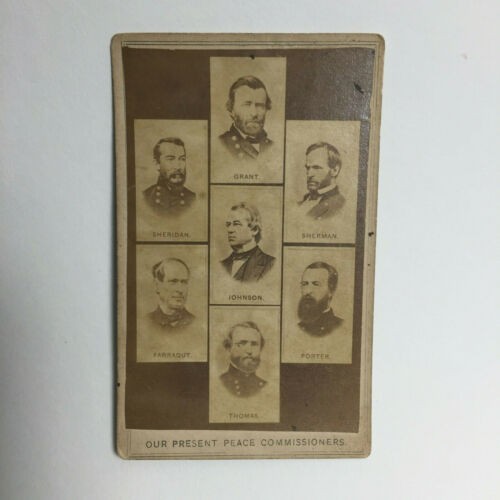 GRANT.
SHERIDAN.
SHERMAN.
JOHNSON.
FARRAGUT.
PORTER.
THOMAS.
OUR PRESENT PEACE COMMISSIONERS.